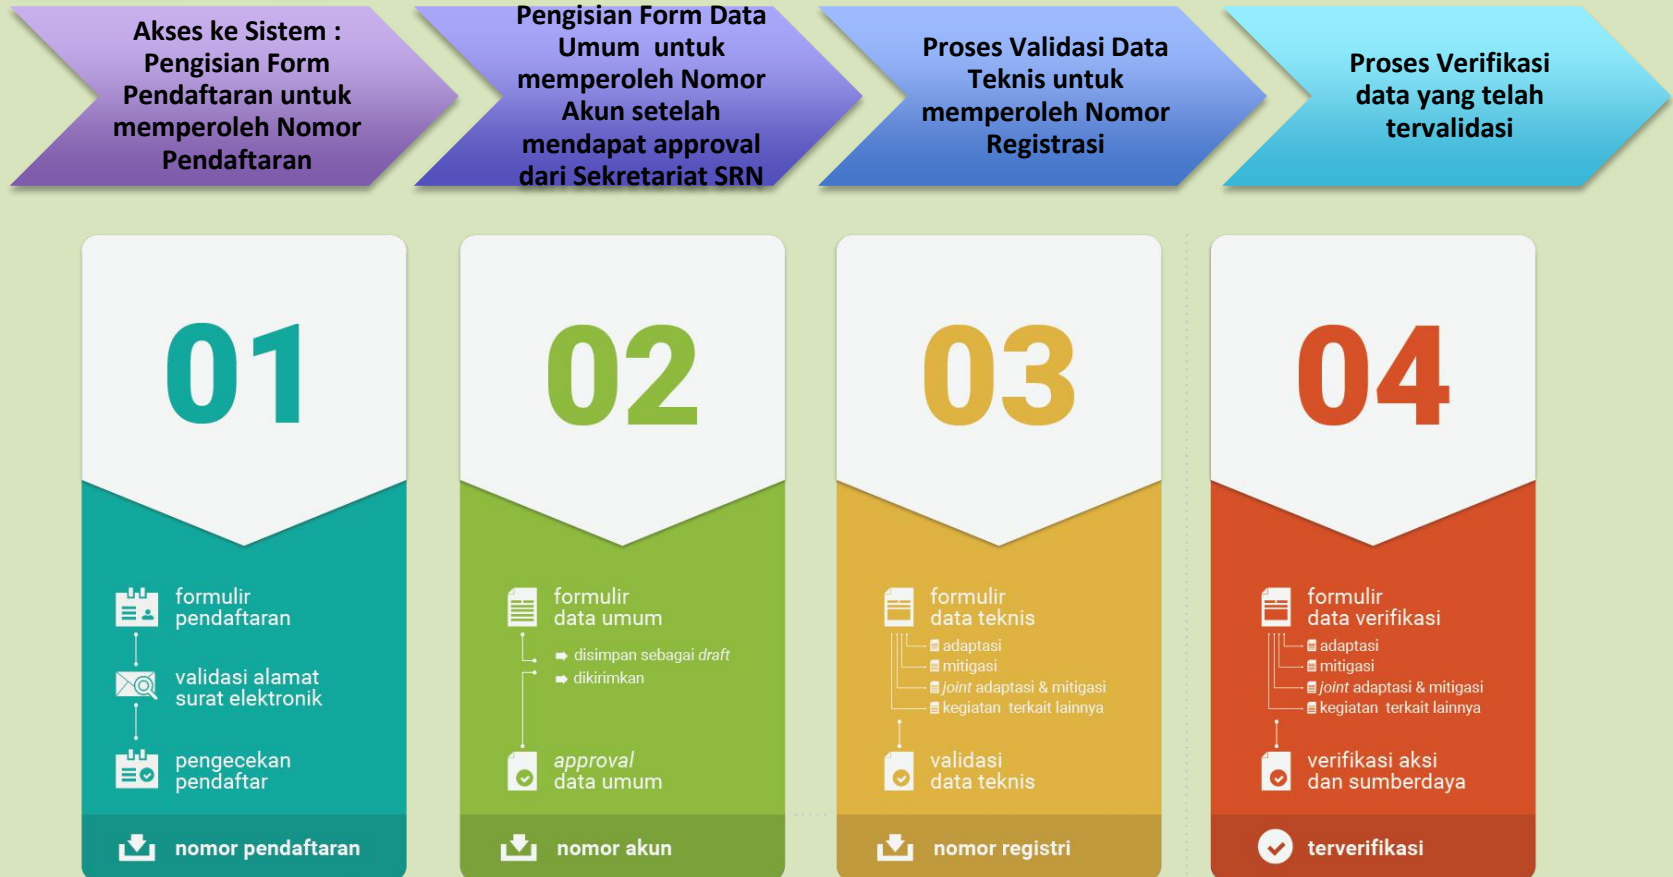 Akses ke Sistem :
Pengisian Form
Pendaftaran untuk
memperoleh Nomor
Pendaftaran
Pengisian Form Data
Umum untuk
memperoleh Nomor
Akun setelah
mendapat approval
dari Sekretariat SRN
Proses Validasi Data
Teknis untuk
memperoleh Nomor
Registrasi
Proses Verifikasi
data yang telah
tervalidasi
01
formulir
pendaftaran
validasi alamat
surat elektronik
pengecekan
pendaftar
nomor pendaftaran
02
formulir
data umum
disimpan sebagai draft
dikirimkan
approval
data umum
nomor akun
03
formulir
data teknis
adaptasi
mitigasi
joint adaptasi & mitigasi
kegiatan terkait lainnya
validasi
data teknis
nomor registri
04
formulir
data verifikasi
adaptasi
mitigasi
joint adaptasi & mitigasi
kegiatan terkait lainnya
verifikasi aksi
dan sumberdaya
terverifikasi